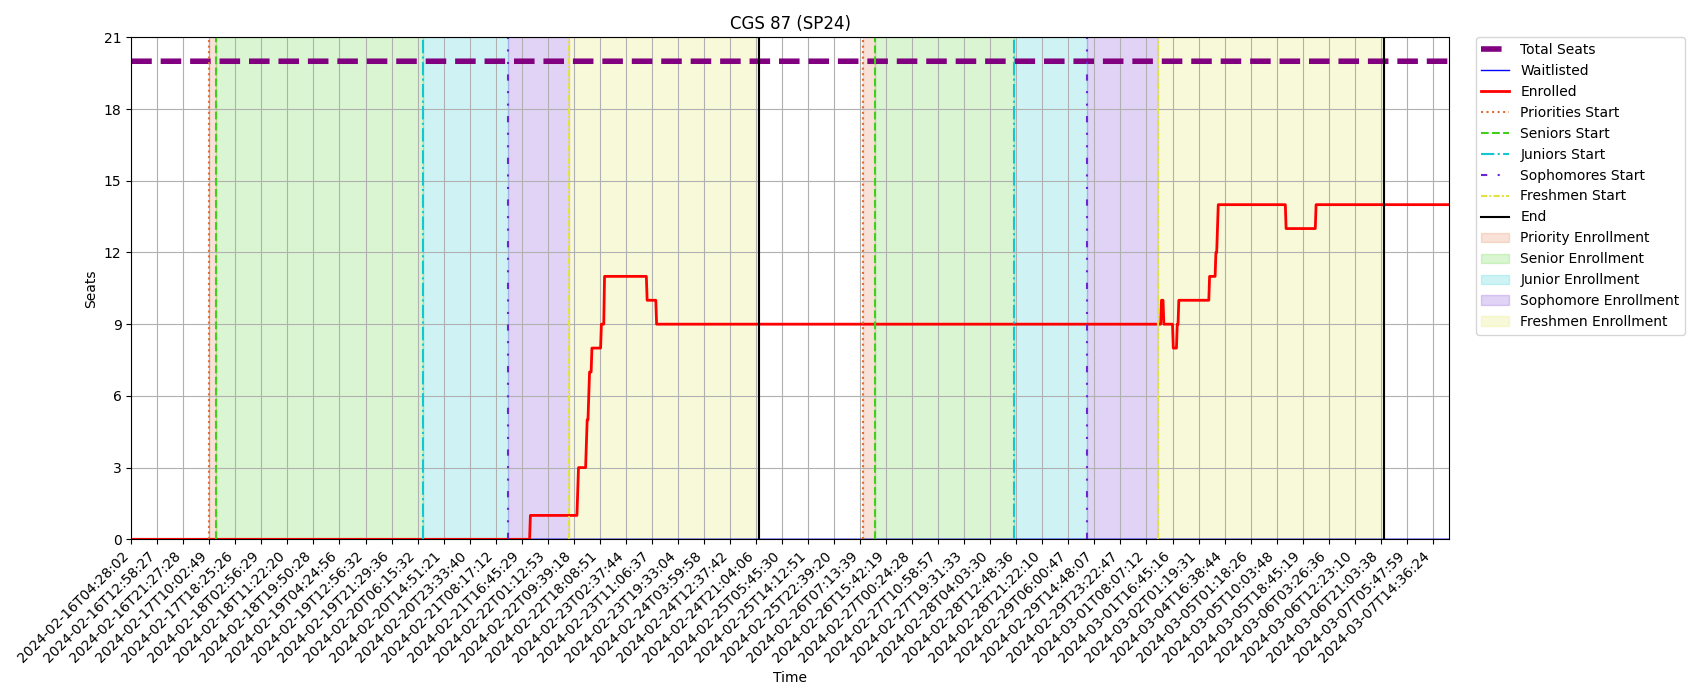 CGS 87 (SP24)
Seats
21
18
15
12
9
6
3
0
2024-02-16T04:28:02
2024-02-16T12:58:27
2024-02-16T21:27:28
2024-02-17T10:02:49
2024-02-17T18:25:26
2024-02-18T02:56:29
2024-02-18T11:22:20
2024-02-18T19:50:28
2024-02-19T04:24:56
2024-02-19T12:56:32
2024-02-19T21:29:36
2024-02-20T06:15:32
2024-02-20T14:51:21
2024-02-20T23:33:40
2024-02-21T08:17:12
2024-02-21T16:45:29
2024-02-22T01:12:53
2024-02-22T09:39:18
2024-02-22T18:08:51
2024-02-23T02:37:44
2024-02-23T11:06:37
2024-02-23T19:33:04
2024-02-24T03:59:58
2024-02-24T12:37:42
2024-02-24T21:04:06
2024-02-25T05:45:30
2024-02-25T14:12:51
2024-02-25T22:39:20
2024-02-26T07:13:39
2024-02-26T15:42:19
2024-02-27T00:24:28
2024-02-27T10:58:57
2024-02-27T19:31:33
2024-02-28T04:03:30
2024-02-28T12:48:36
2024-02-28T21:22:10
2024-02-29T06:00:47
2024-02-29T14:48:07
2024-02-29T23:22:47
2024-03-01T08:07:12
2024-03-01T16:45:16
2024-03-02T01:19:31
2024-03-04T16:38:44
2024-03-05T01:18:26
2024-03-05T10:03:48
2024-03-05T18:45:19
2024-03-06T03:26:36
2024-03-06T12:23:10
2024-03-06T21:03:38
2024-03-07T05:47:59
2024-03-07T14:36:24
Time
Total Seats
Waitlisted
Enrolled
Priorities Start
Seniors Start
Juniors Start
Sophomores Start
Freshmen Start
End
Priority Enrollment
Senior Enrollment
Junior Enrollment
Sophomore Enrollment
Freshmen Enrollment